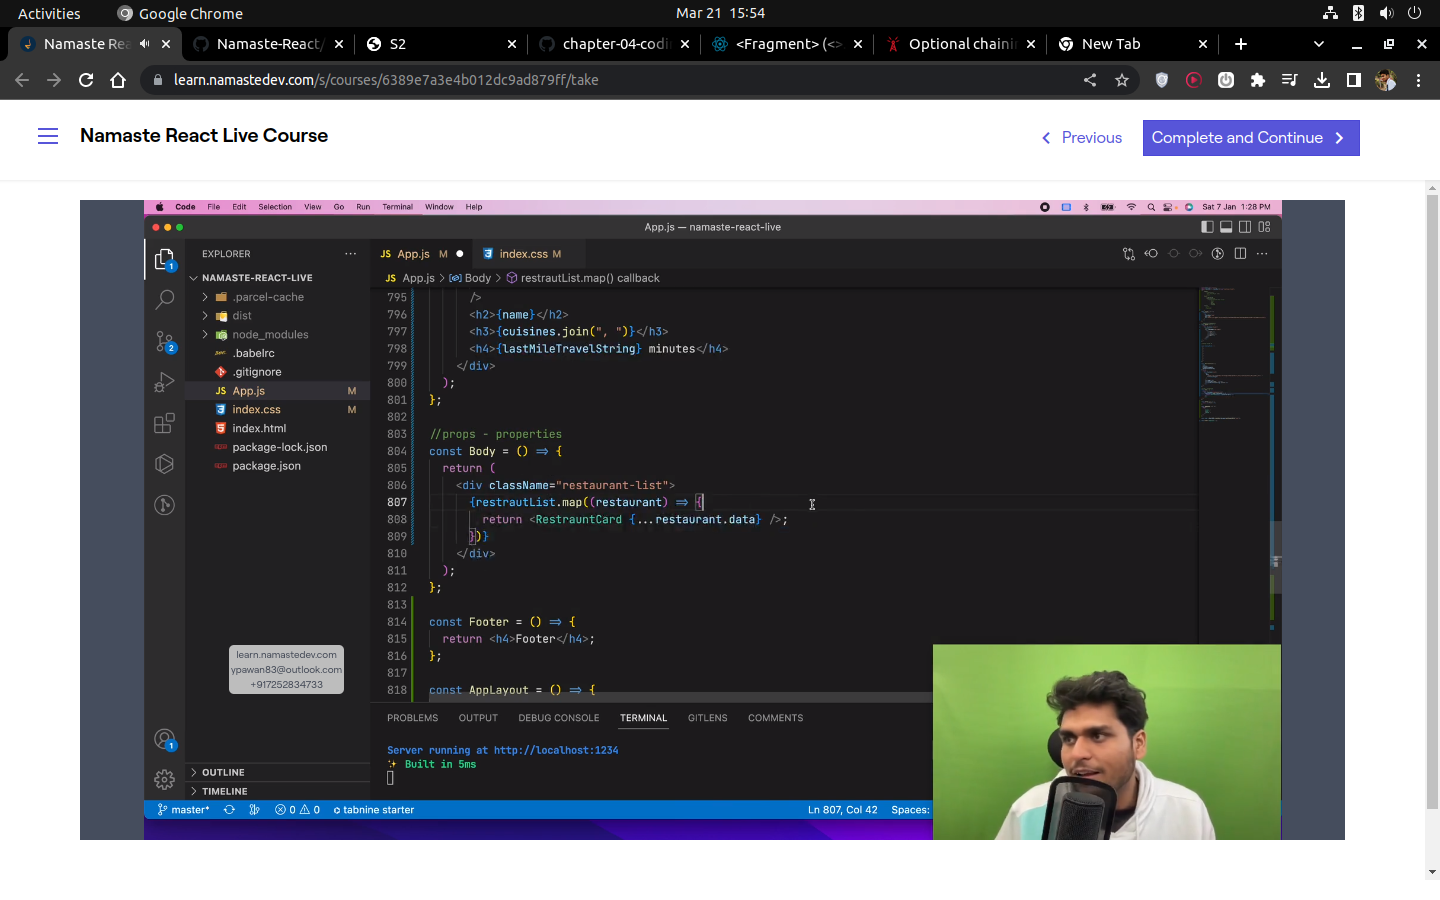 Activities
Google Chrome
Mar 21 15:54
Namaste Rea
Namaste-React/
S2
chapter-04-codi
<Fragment> (<>
Optional chainin
New Tab
learn.namastedev.com/s/courses/6389e7a3e4b012dc9ad879ff/take
Namaste React Live Course
Previous
Complete and Continue
Code File Edit Selection View Go Run Terminal Window Help
Sat 7 Jan 1:28 PM
App.js — namaste-react-live
EXPLORER
NAMASTE-REACT-LIVE
.parcel-cache
dist
node_modules
.babelrc
.gitignore
JS App.js M
index.css M
index.html
package-lock.json
package.json
OUTLINE
TIMELINE
1
2
1
JS App.js M
index.css M
JS App.js > Body > restrautList.map() callback
795 />
796 <h2>{name}</h2>
797 <h3>{cuisines.join(", ")}</h3>
798 <h4>{lastMileTravelString} minutes</h4>
799 </div>
800 );
801 };
802
803 //props - properties
804 const Body = () => {
805 return (
806 <div className="restaurant-list">
807 {restrautList.map((restaurant) => {
808 return <RestrauntCard {...restaurant.data} />;
809 })}
810 </div>
811 );
812 };
813
814 const Footer = () => {
815 return <h4>Footer</h4>;
816 };
817
818 const AppLayout = () => {
learn.namastedev.com
ypawan83@outlook.com
+917252834733
PROBLEMS OUTPUT DEBUG CONSOLE TERMINAL GITLENS COMMENTS
Server running at http://localhost:1234
✨ Built in 5ms
master* 0 0 tabnine starter
Ln 807, Col 42 Spaces: